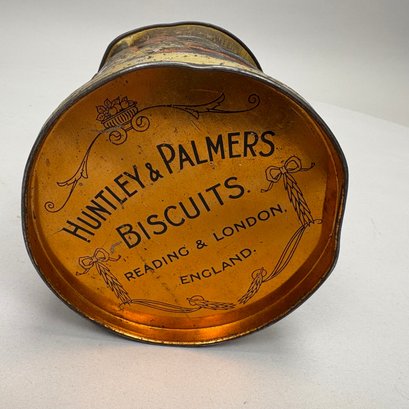 HUNTLEY & PALMERS
BISCUITS.
READING & LONDON,
ENGLAND.